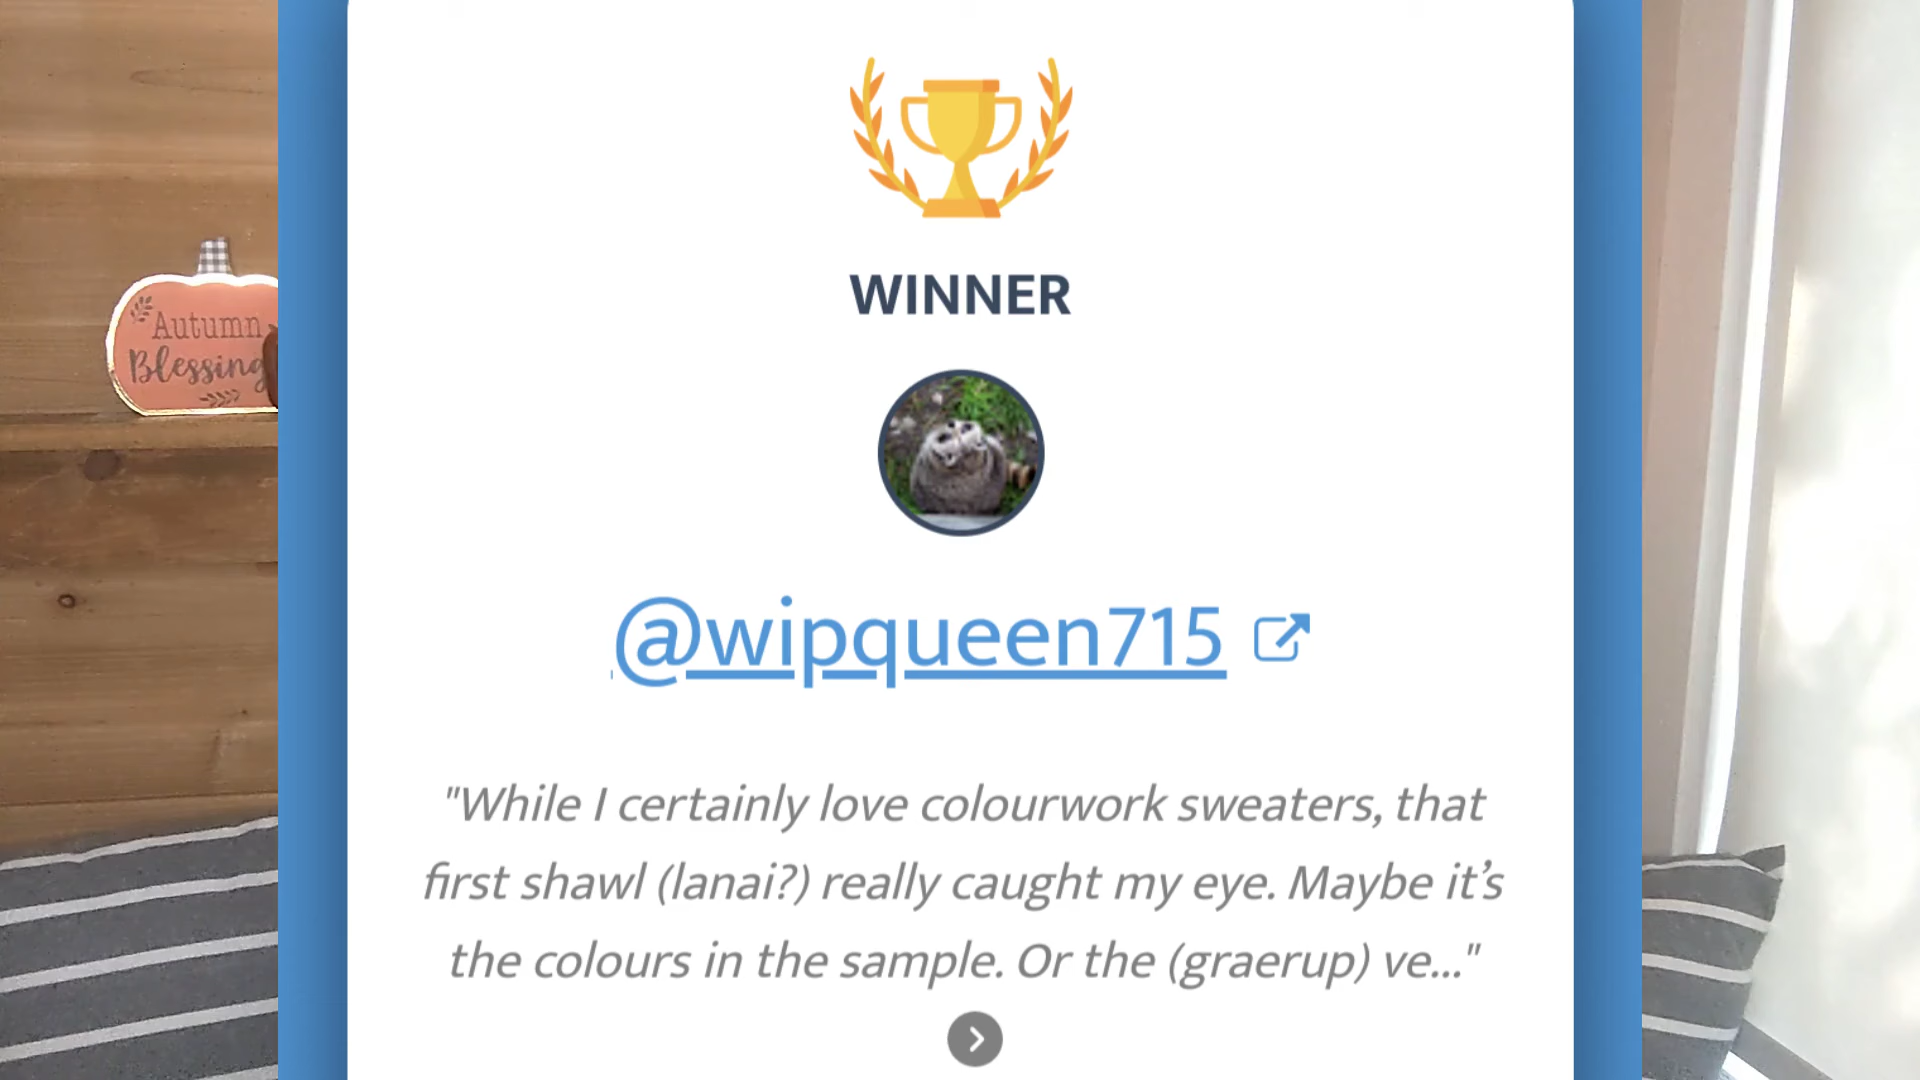 WINNER
Autumn
Blessing
@wipqueen715
"While I certainly love colourwork sweaters, that
first shawl (lanai?) really caught my eye. Maybe it’s
the colours in the sample. Or the (graerup) ve..."